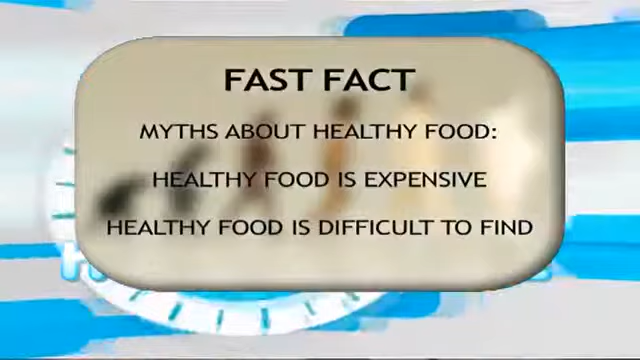 FAST FACT
MYTHS ABOUT HEALTHY FOOD:
HEALTHY FOOD IS EXPENSIVE
HEALTHY FOOD IS DIFFICULT TO FIND